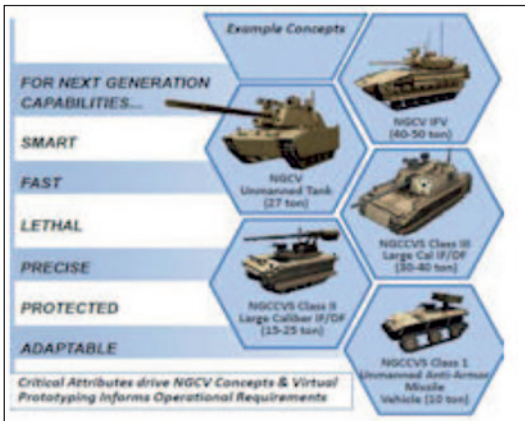 Example Concepts
FOR NEXT GENERATION
CAPABILITIES...
SMART
FAST
LETHAL
PRECISE
PROTECTED
ADAPTABLE
Critical Attributes drive NGCV Concepts & Virtual
Prototyping Informs Operational Requirements
NGCV IFV
(40-50 ton)
NGCV
Unmanned Tank
(27 ton)
NGCCVS Class III
Large Cal IF/DF
(30-40 ton)
NGCCVS Class II
Large Caliber IF/DF
(15-25 ton)
NGCCVS Class 1
Unmanned Anti-Armor
Missile
Vehicle (10 ton)